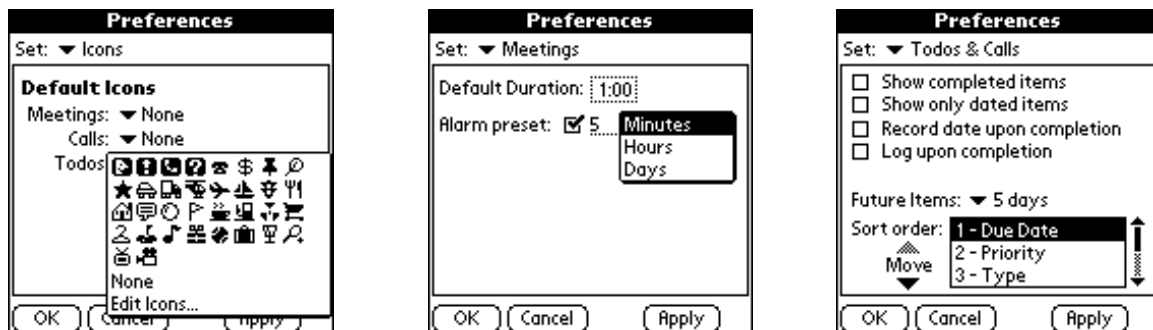 Preferences
Set: Icons
Default Icons
Meetings: None
Calls: None
Todos
None
Edit Icons...
OK Cancel Apply
Preferences
Set: Meetings
Default Duration: 1:00
Alarm preset: 5 Minutes
Hours
Days
OK Cancel Apply
Preferences
Set: Todos & Calls
Show completed items
Show only dated items
Record date upon completion
Log upon completion
Future Items: 5 days
Sort order: 1 - Due Date
2 - Priority
Move
3 - Type
OK Cancel Apply